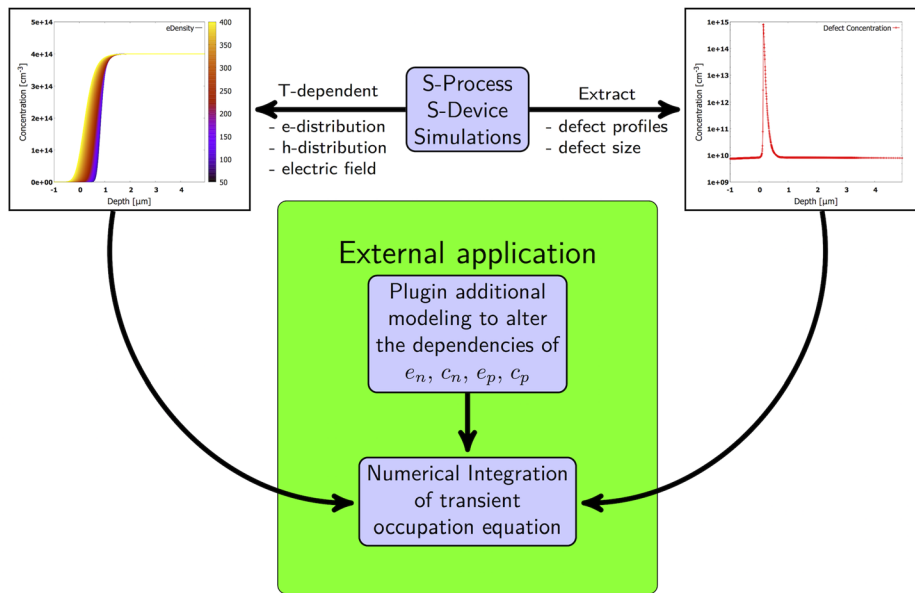 5e+14
4e+14
3e+14
2e+14
1e+14
0e+00
Concentration [cm⁻³]
eDensity
-1 0 1 2 3 4
Depth [µm]
400
350
300
250
200
150
100
50
T-dependent
- e-distribution
- h-distribution
- electric field
S-Process
S-Device
Simulations
Extract
- defect profiles
- defect size
1e+15
1e+14
1e+13
1e+12
1e+11
1e+10
1e+09
Concentration [cm⁻³]
Defect Concentration
-1 0 1 2 3 4
Depth [µm]
External application
Plugin additional
modeling to alter
the dependencies of
eₙ, cₙ, eₚ, cₚ
Numerical Integration
of transient
occupation equation